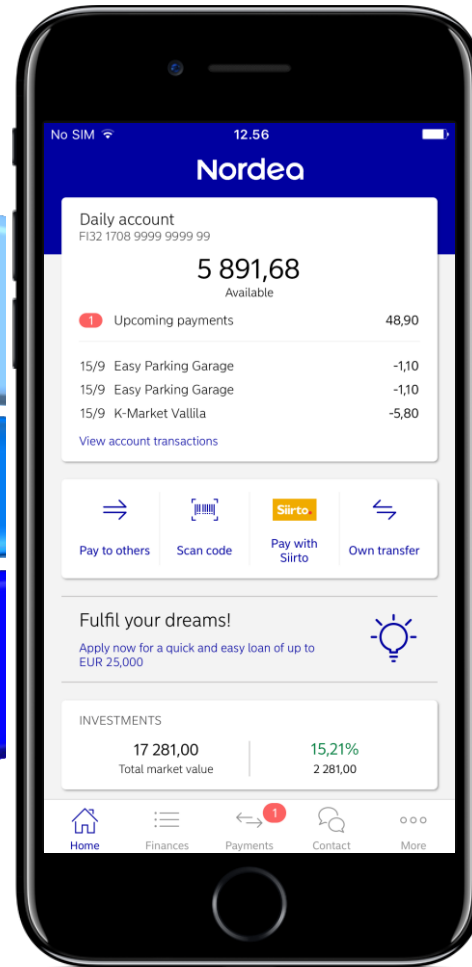 No SIM 12.56
Nordea
Daily account
FI32 1708 9999 9999 99
5 891,68
Available
1 Upcoming payments 48,90
15/9 Easy Parking Garage -1,10
15/9 Easy Parking Garage -1,10
15/9 K-Market Vallila -5,80
View account transactions
Siirto.
Pay to others Scan code Pay with Siirto Own transfer
Fulfil your dreams!
Apply now for a quick and easy loan of up to
EUR 25,000
INVESTMENTS
17 281,00 15,21%
Total market value 2 281,00
1
Home Finances Payments Contact More